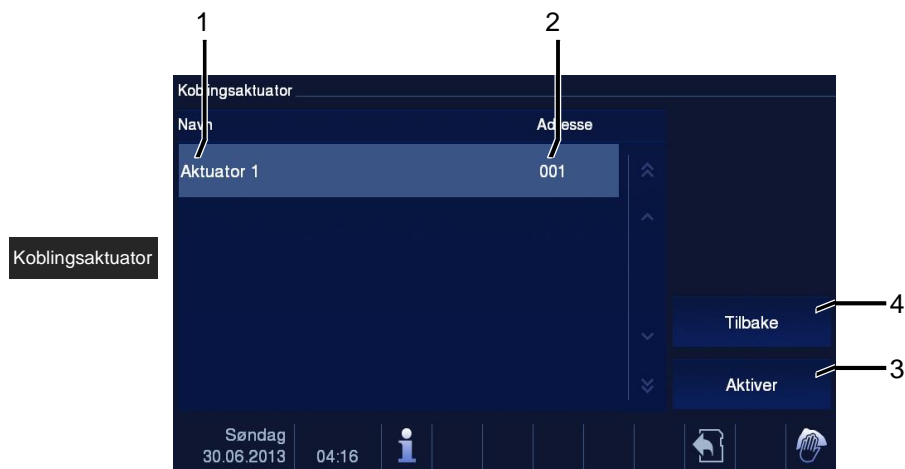 1 2
Koblingsaktuator
Navn Adresse
Aktuator 1 001
Koblingsaktuator
Tilbake 4
Aktiver 3
Søndag
30.06.2013 04:16